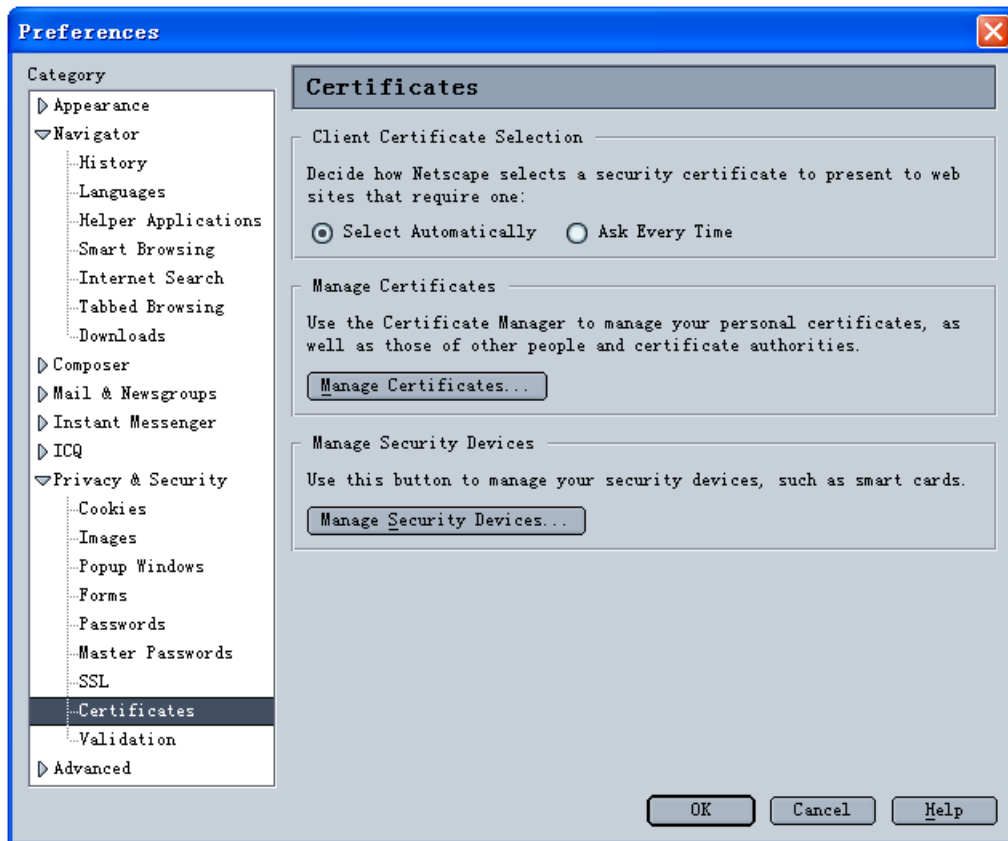 Preferences
Category
Appearance
Navigator
History
Languages
Helper Applications
Smart Browsing
Internet Search
Tabbed Browsing
Downloads
Composer
Mail & Newsgroups
Instant Messenger
ICQ
Privacy & Security
Cookies
Images
Popup Windows
Forms
Passwords
Master Passwords
SSL
Certificates
Validation
Advanced
Certificates
Client Certificate Selection
Decide how Netscape selects a security certificate to present to web
sites that require one:
Select Automatically
Ask Every Time
Manage Certificates
Use the Certificate Manager to manage your personal certificates, as
well as those of other people and certificate authorities.
Manage Certificates...
Manage Security Devices
Use this button to manage your security devices, such as smart cards.
Manage Security Devices...
OK
Cancel
Help